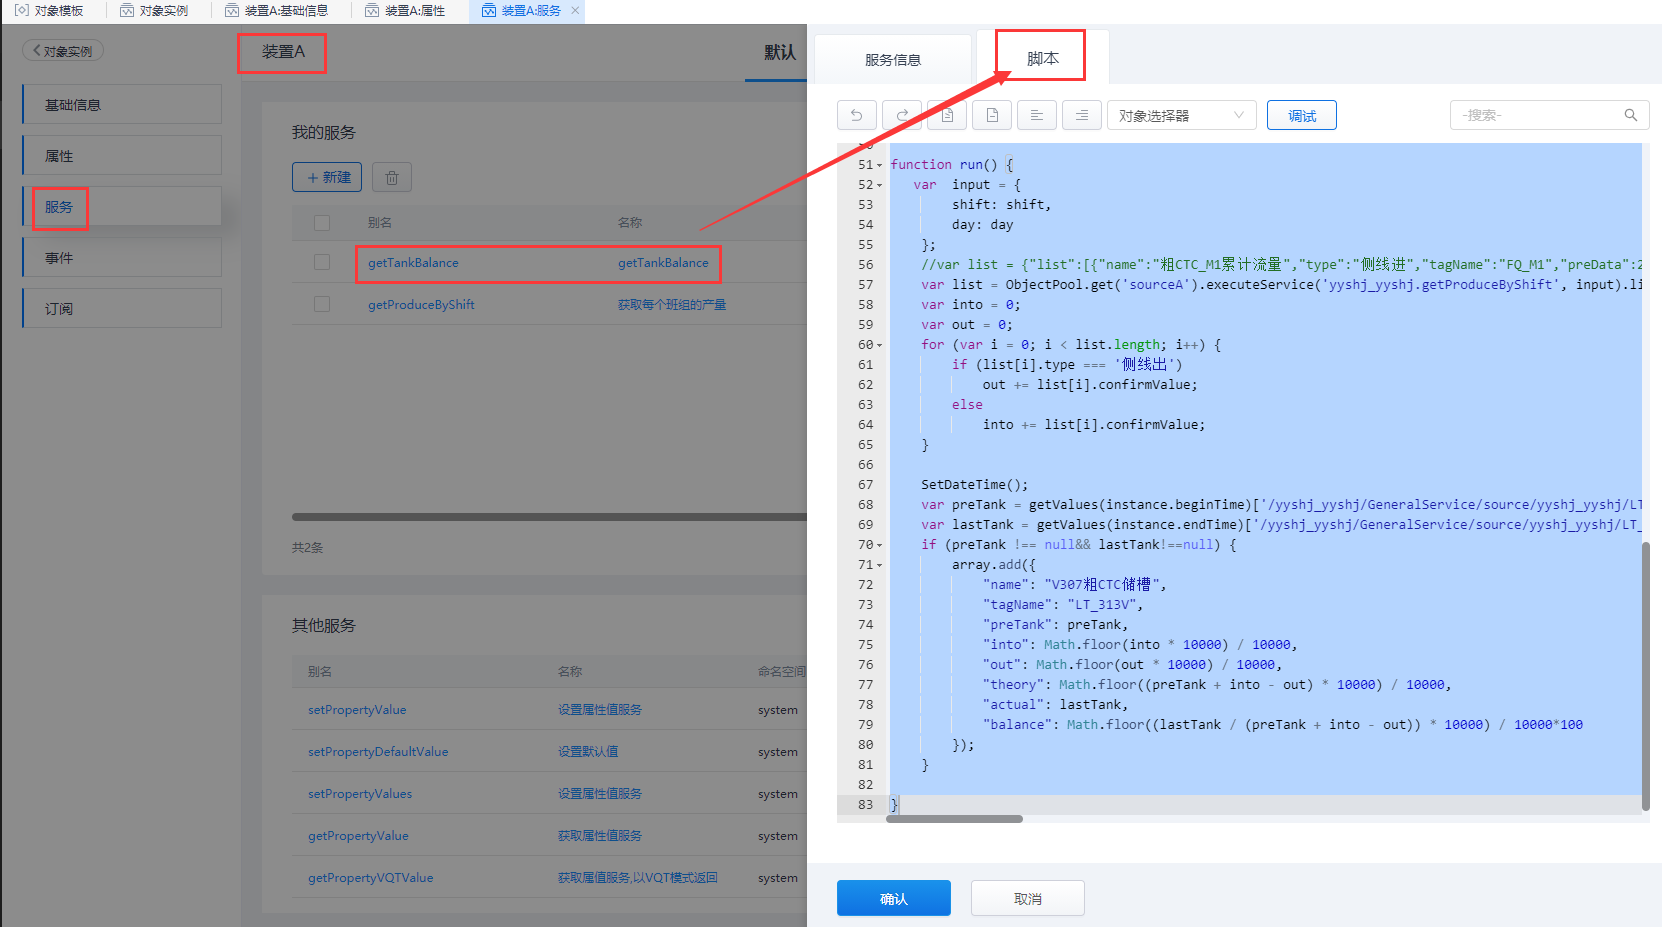 对象模板
对象实例
装置A:基础信息
装置A:属性
装置A:服务
对象实例
基础信息
属性
服务
事件
订阅
装置A
默认
我的服务
新建
别名
名称
getTankBalance
getTankBalance
getProduceByShift
获取每个班组的产量
共2条
其他服务
别名
名称
命名空间
setPropertyValue
设置属性值服务
system
setPropertyDefaultValue
设置默认值
system
setPropertyValues
设置属性值服务
system
getPropertyValue
获取属性值服务
system
getPropertyVQTValue
获取属值服务,以VQT模式返回
system
服务信息
脚本
对象选择器
调试
-搜索-
51 function run() {
52 var input = {
53 shift: shift,
54 day: day
55 };
56 //var list = {"list":[{"name":"粗CTC_M1累计流量","type":"侧线进","tagName":"FQ_M1","preData":2
57 var list = ObjectPool.get('sourceA').executeService('yyshj_yyshj.getProduceByShift', input).li
58 var into = 0;
59 var out = 0;
60 for (var i = 0; i < list.length; i++) {
61 if (list[i].type === '侧线出')
62 out += list[i].confirmValue;
63 else
64 into += list[i].confirmValue;
65 }
66
67 SetDateTime();
68 var preTank = getValues(instance.beginTime)['/yyshj_yyshj/GeneralService/source/yyshj_yyshj/LT
69 var lastTank = getValues(instance.endTime)['/yyshj_yyshj/GeneralService/source/yyshj_yyshj/LT_
70 if (preTank !== null&& lastTank!==null) {
71 array.add({
72 "name": "V307粗CTC储槽",
73 "tagName": "LT_313V",
74 "preTank": preTank,
75 "into": Math.floor(into * 10000) / 10000,
76 "out": Math.floor(out * 10000) / 10000,
77 "theory": Math.floor((preTank + into - out) * 10000) / 10000,
78 "actual": lastTank,
79 "balance": Math.floor((lastTank / (preTank + into - out)) * 10000) / 10000*100
80 });
81 }
82
83 }
确认
取消